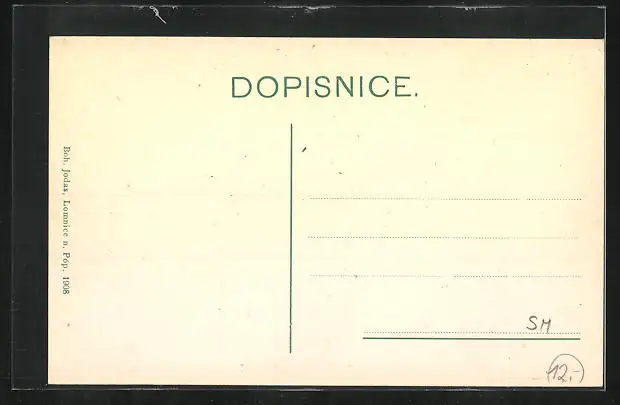 DOPISNICE.
Boh. Jodas, Lomnice n. Pop. 1908
SM
12,-